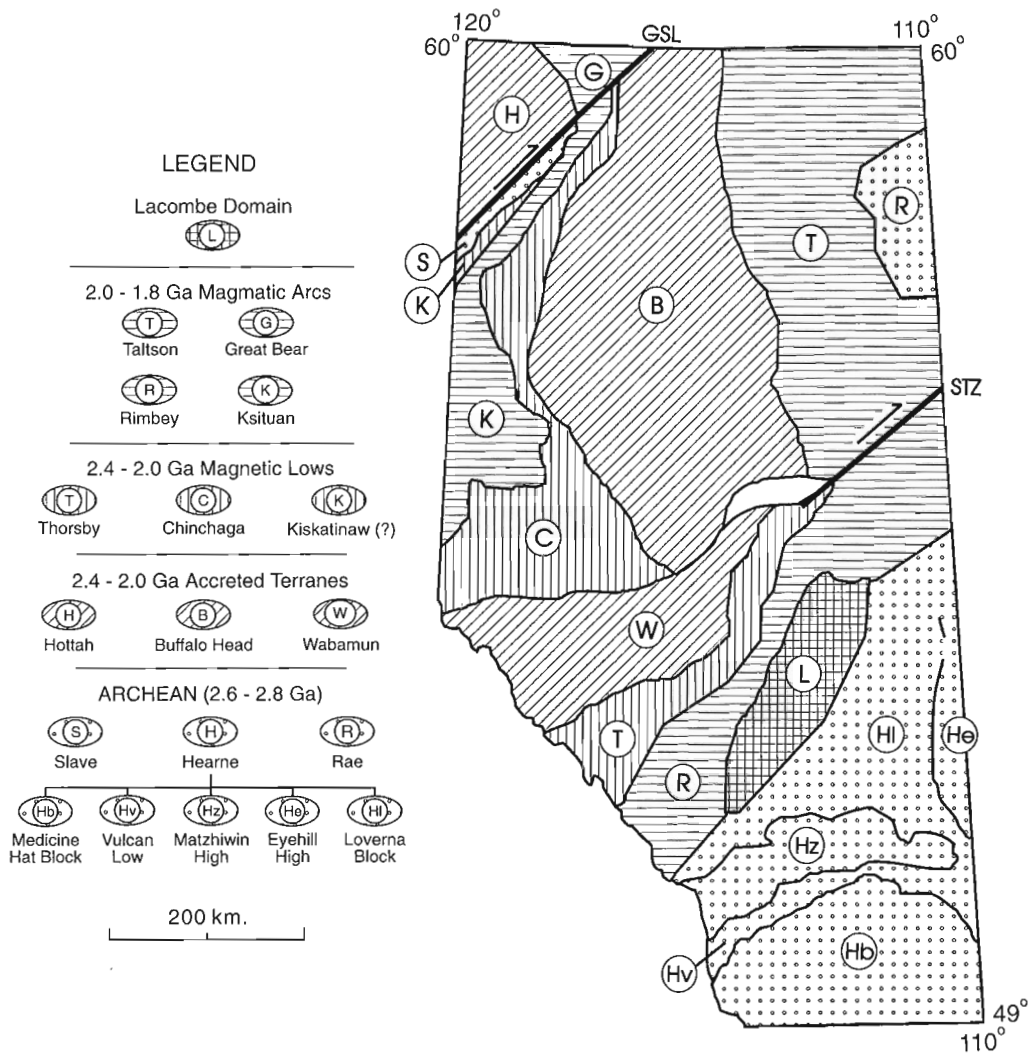 LEGEND
Lacombe Domain
L
2.0 - 1.8 Ga Magmatic Arcs
T G
Taltson Great Bear
R K
Rimbey Ksituan
2.4 - 2.0 Ga Magnetic Lows
T C K
Thorsby Chinchaga Kiskatinaw (?)
2.4 - 2.0 Ga Accreted Terranes
H B W
Hottah Buffalo Head Wabamun
ARCHEAN (2.6 - 2.8 Ga)
S H R
Slave Hearne Rae
Hb Hv Hz He Hl
Medicine Vulcan Matzhiwin Eyehill Loverna
Hat Block Low High High Block
200 km.
120° 110°
60° GSL 60°
G
H
R
S T
K B
STZ
K
C
W
L
T Hl He
R
Hz
Hv Hb
49°
110°